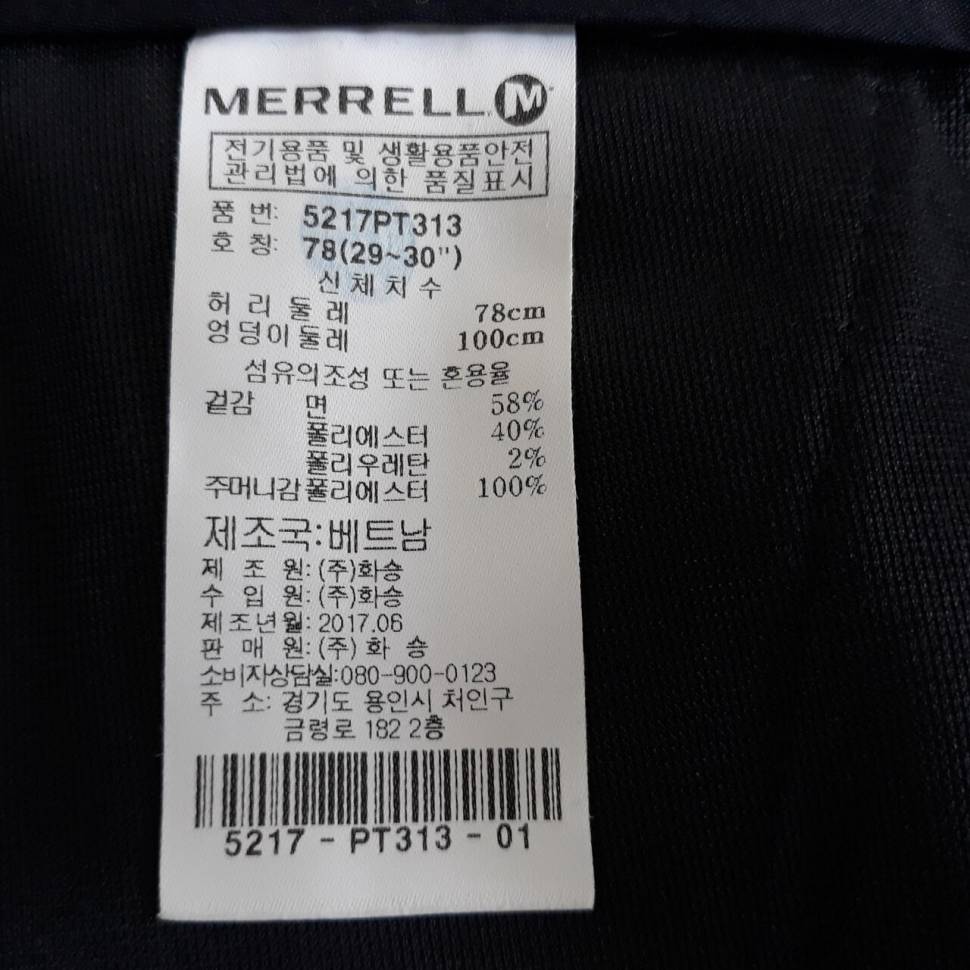 MERRELL M
전기용품 및 생활용품안전
관리법에 의한 품질표시
품 번: 5217PT313
호 칭: 78(29~30")
신체치수
허 리 둘 레 78cm
엉덩이둘레 100cm
섬유의조성 또는 혼용율
겉감 면 58%
폴리에스터 40%
폴리우레탄 2%
주머니감 폴리에스터 100%
제조국:베트남
제 조 원: (주)화승
수 입 원: (주)화승
제조년월: 2017.06
판 매 원: (주) 화 승
소비자상담실:080-900-0123
주 소: 경기도 용인시 처인구
금령로 182 2층
5217 - PT313 - 01